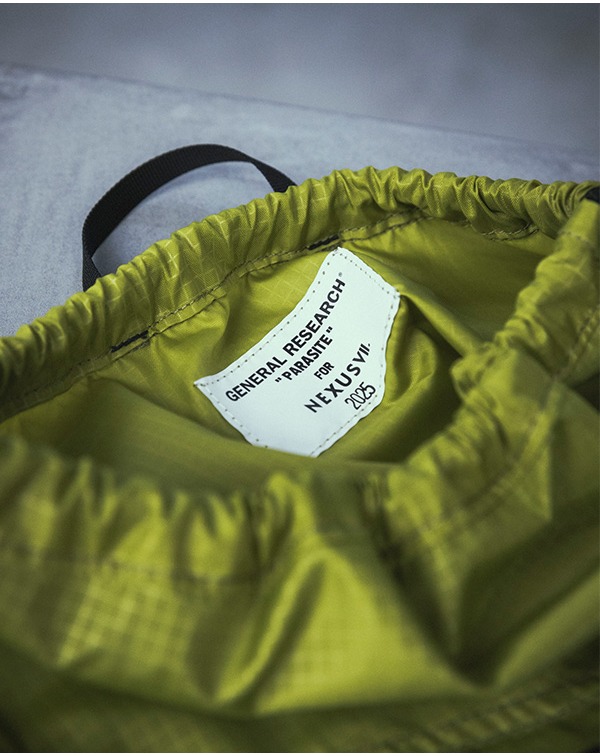 GENERAL RESEARCH®
"PARASITE"
FOR
NEXUSVII.
2025